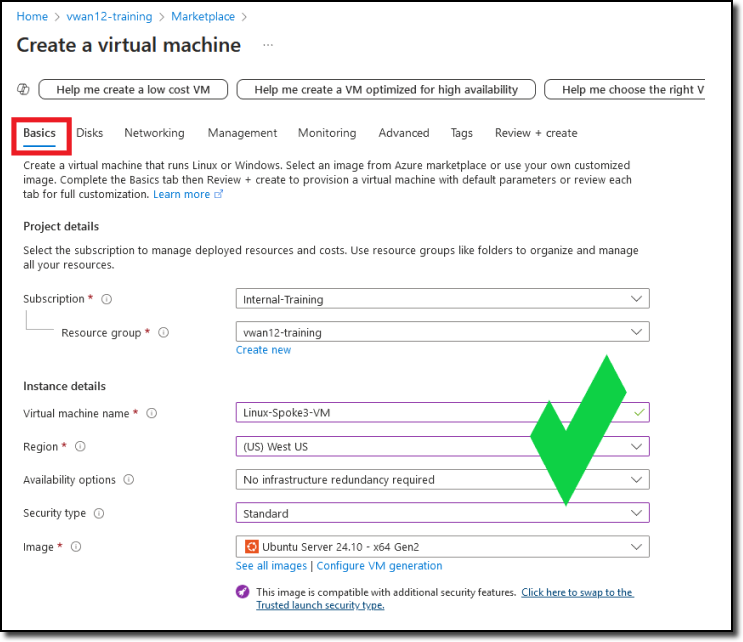 Home > vwan12-training > Marketplace >
Create a virtual machine ...
Help me create a low cost VM Help me create a VM optimized for high availability Help me choose the right V
Basics Disks Networking Management Monitoring Advanced Tags Review + create
Create a virtual machine that runs Linux or Windows. Select an image from Azure marketplace or use your own customized
image. Complete the Basics tab then Review + create to provision a virtual machine with default parameters or review each
tab for full customization. Learn more
Project details
Select the subscription to manage deployed resources and costs. Use resource groups like folders to organize and manage
all your resources.
Subscription * Internal-Training
Resource group * vwan12-training
Create new
Instance details
Virtual machine name * Linux-Spoke3-VM
Region * (US) West US
Availability options No infrastructure redundancy required
Security type Standard
Image * Ubuntu Server 24.10 - x64 Gen2
See all images | Configure VM generation
This image is compatible with additional security features. Click here to swap to the
Trusted launch security type.